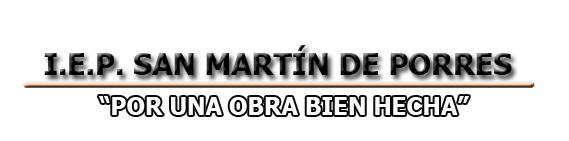 I.E.P. SAN MARTÍN DE PORRES
“POR UNA OBRA BIEN HECHA”